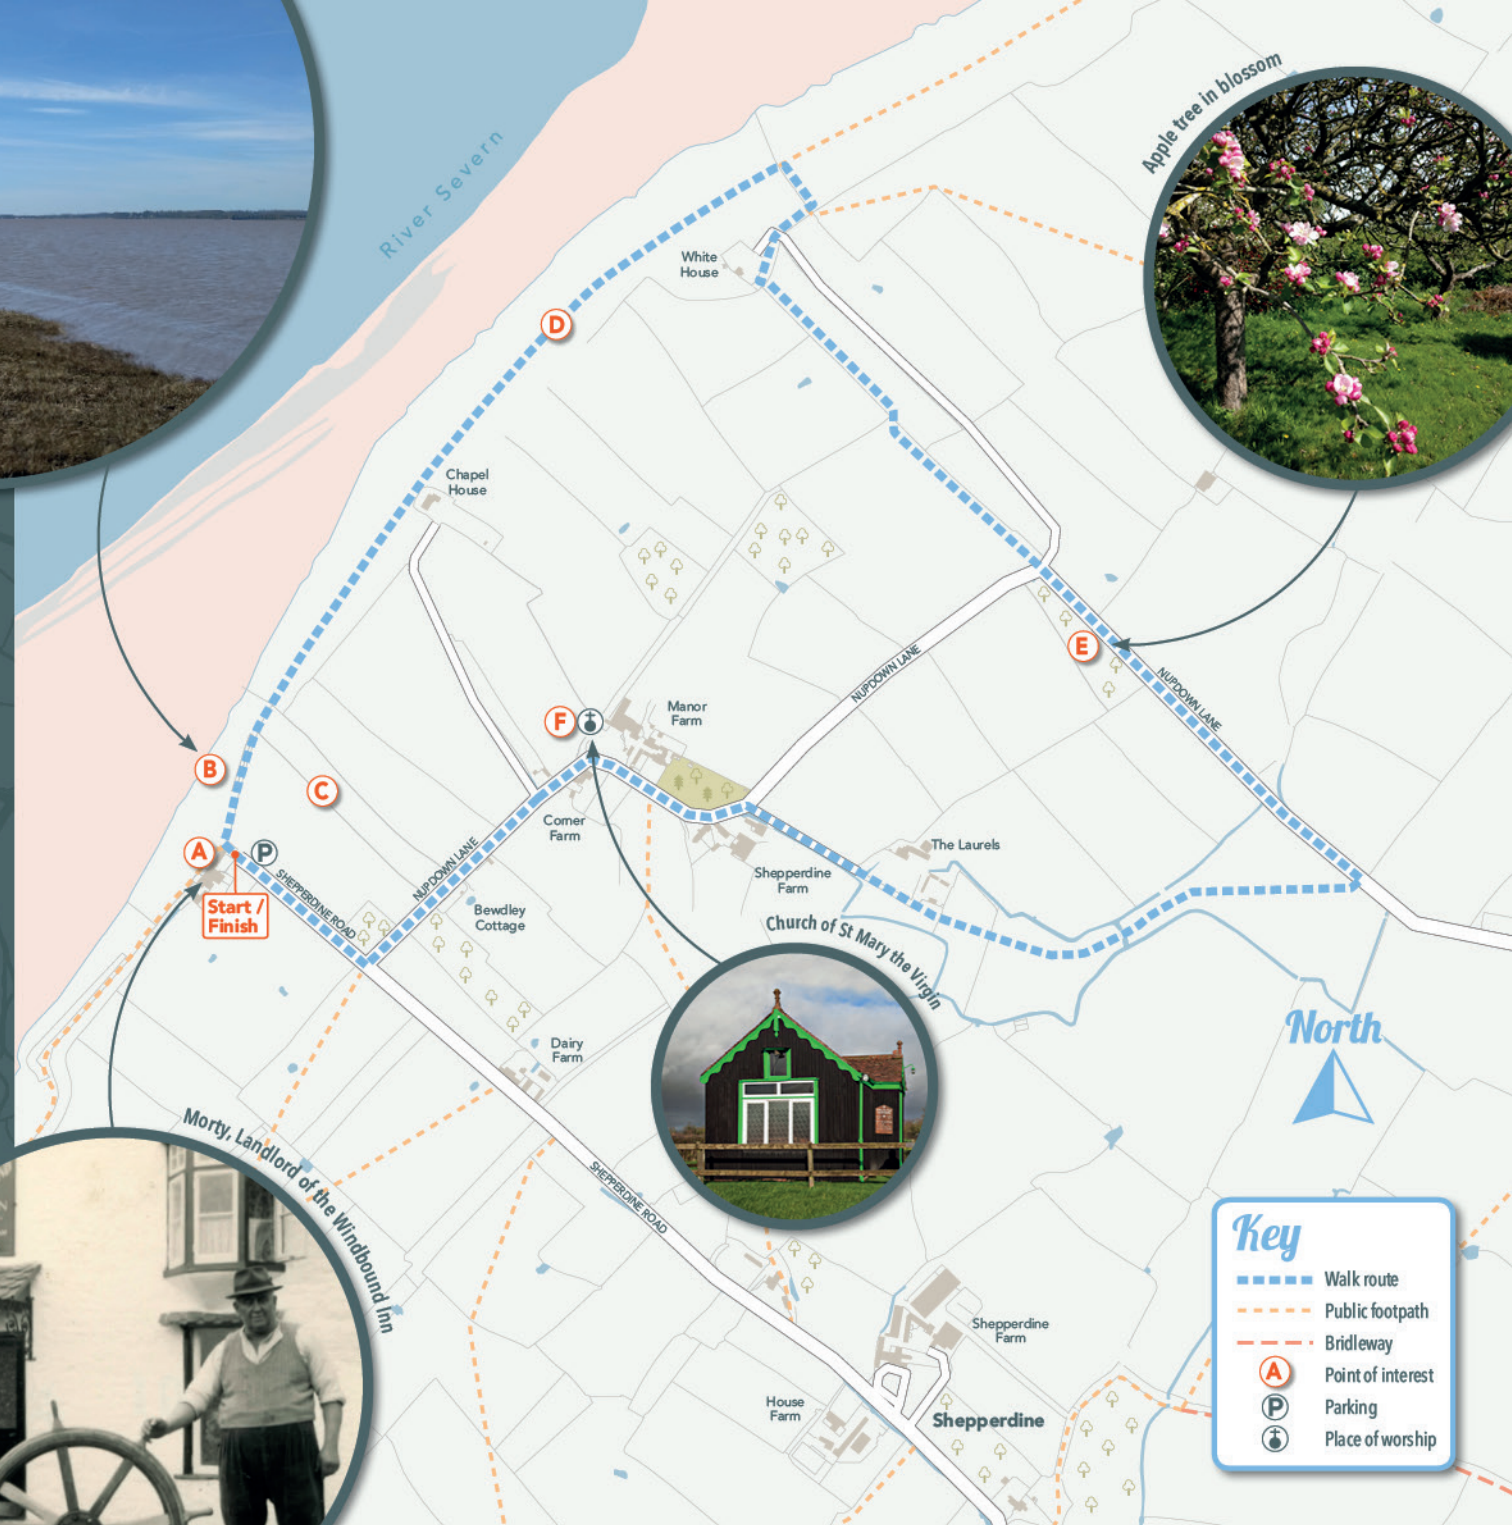 River Severn
Apple tree in blossom
White
House
D
Chapel
House
E
NUPDOWN LANE
NUPDOWN LANE
F
Manor
Farm
B
C
Corner
Farm
A
P
SHEPPERDINE ROAD
Start /
Finish
NUPDOWN LANE
The Laurels
Shepperdine
Farm
Bewdley
Cottage
Church of St Mary the Virgin
Dairy
Farm
North
Morty, Landlord of the Windbound Inn
SHEPPERDINE ROAD
Shepperdine
Farm
House
Farm
Shepperdine
Key
Walk route
Public footpath
Bridleway
A
Point of interest
P
Parking
Place of worship